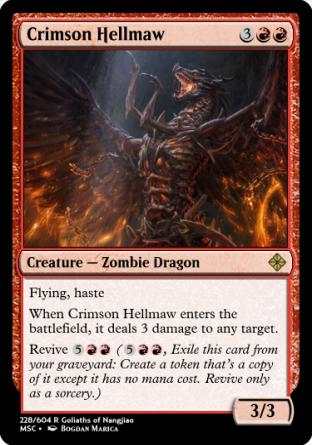 Crimson Hellmaw 3
Creature — Zombie Dragon
Flying, haste
When Crimson Hellmaw enters the
battlefield, it deals 3 damage to any target.
Revive 5 ( 5 , Exile this card from
your graveyard: Create a token that's a copy
of it except it has no mana cost. Revive only
as a sorcery.)
3/3
228/604 R Goliaths of Nangjiao
MSC • Bogdan Marica